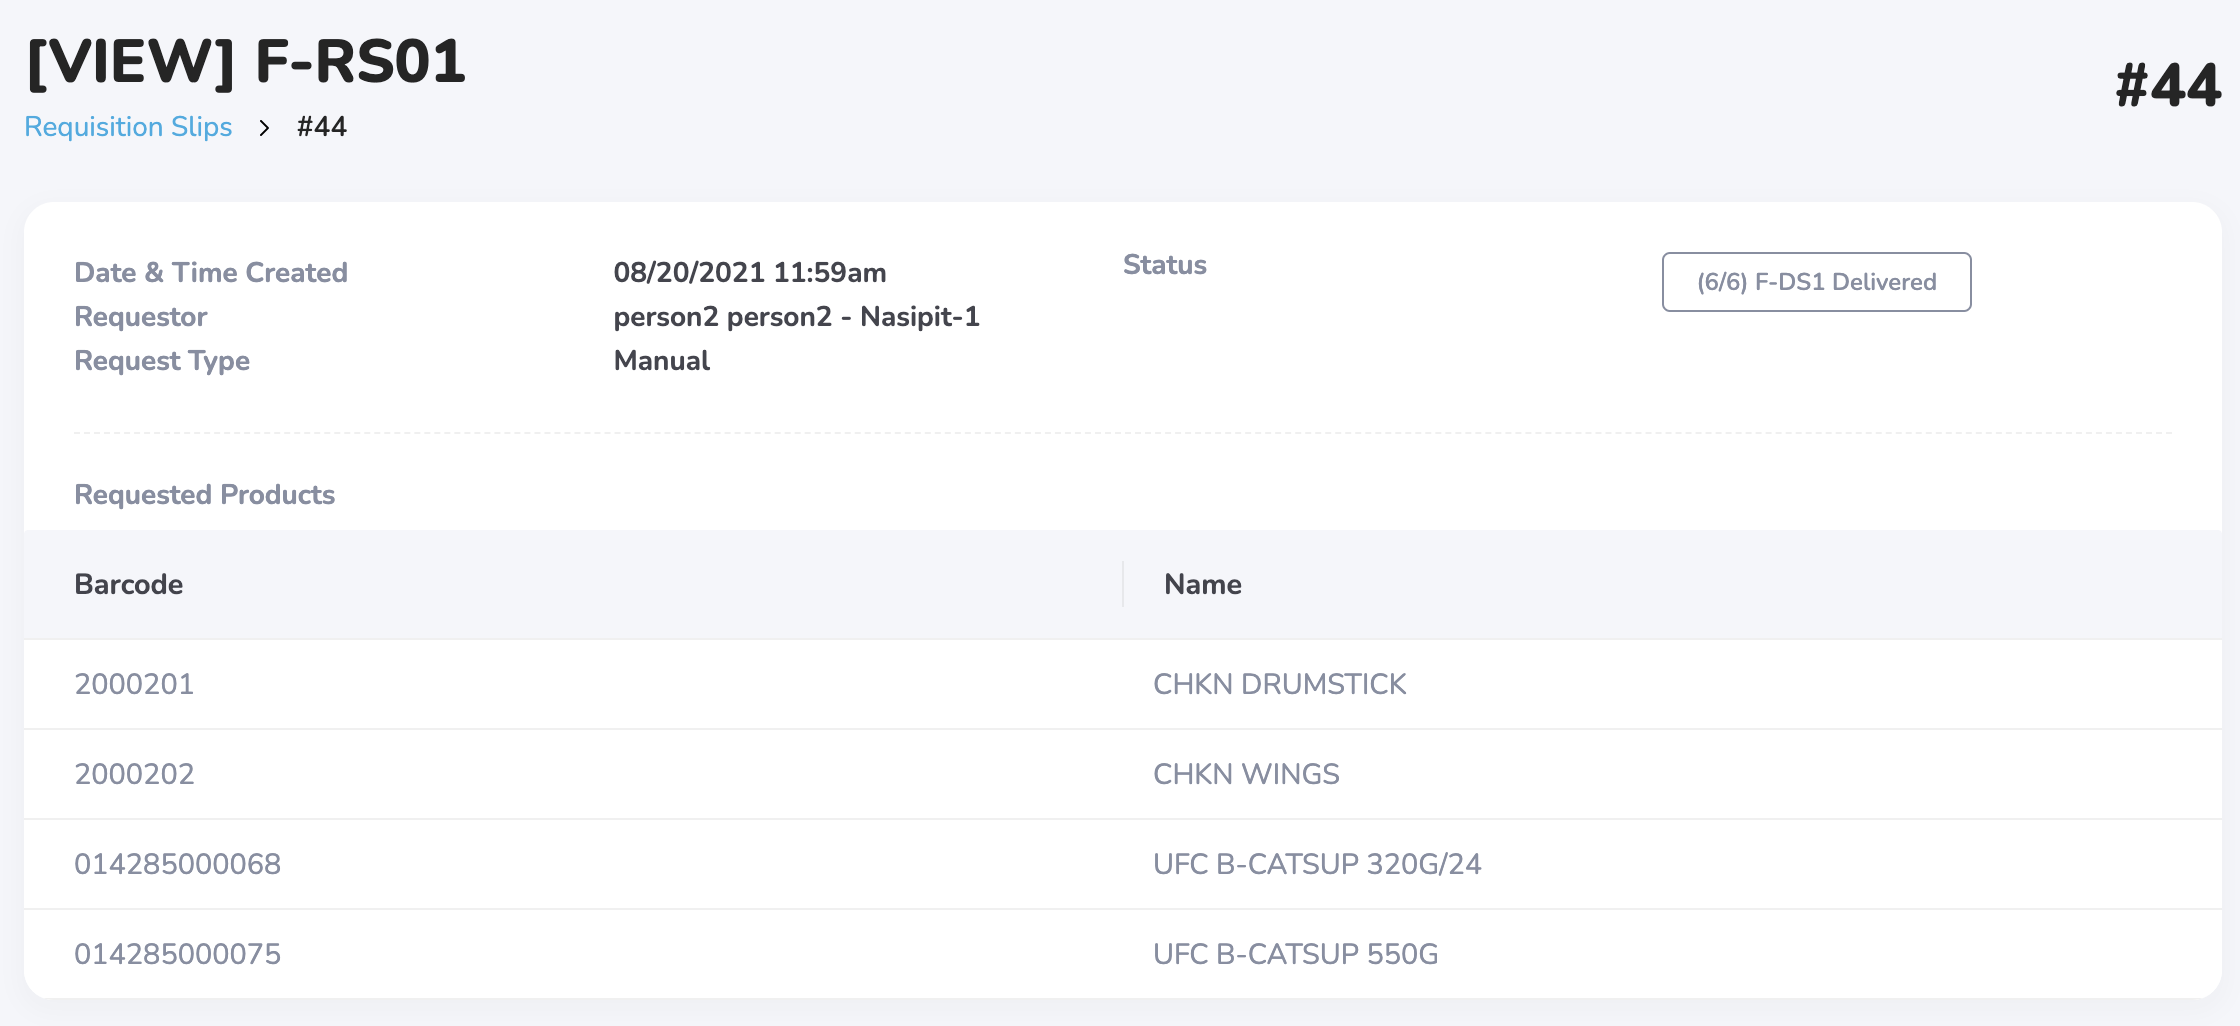 [VIEW] F-RS01
#44
Requisition Slips > #44
Date & Time Created 08/20/2021 11:59am Status (6/6) F-DS1 Delivered
Requestor person2 person2 - Nasipit-1
Request Type Manual
Requested Products
Barcode Name
2000201 CHKN DRUMSTICK
2000202 CHKN WINGS
014285000068 UFC B-CATSUP 320G/24
014285000075 UFC B-CATSUP 550G